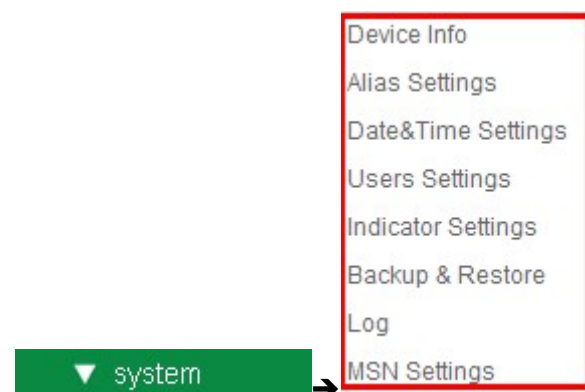 Device Info
Alias Settings
Date&Time Settings
Users Settings
Indicator Settings
Backup & Restore
Log
MSN Settings
system